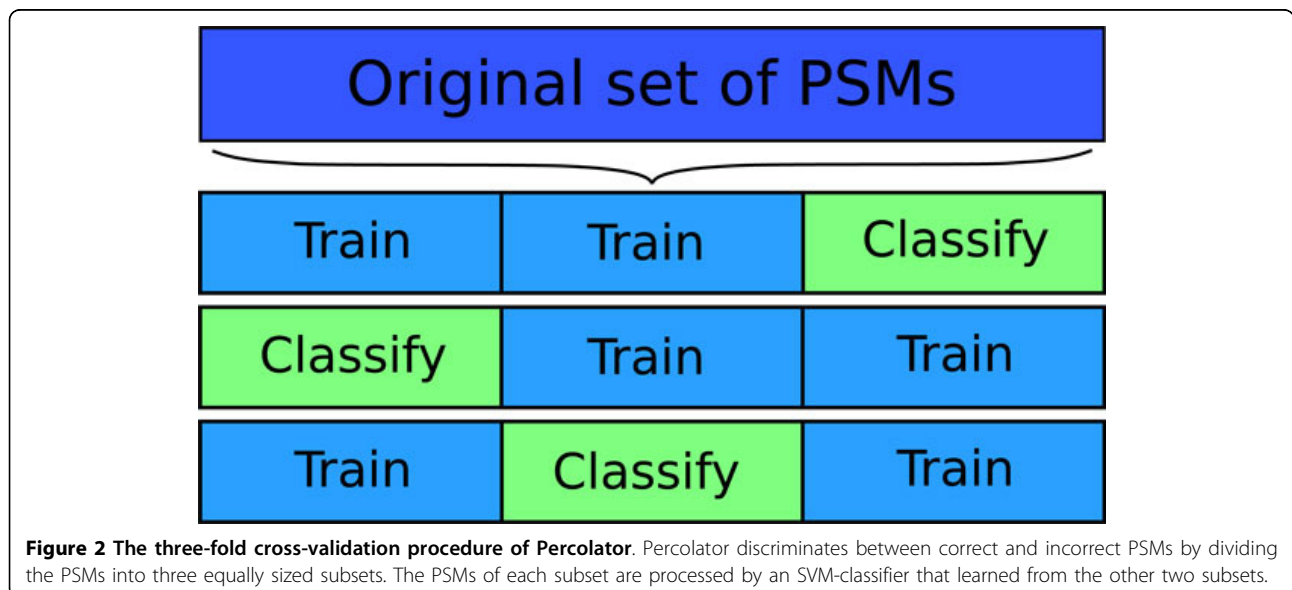 Original set of PSMs
Train Train Classify
Classify Train Train
Train Classify Train
Figure 2 The three-fold cross-validation procedure of Percolator. Percolator discriminates between correct and incorrect PSMs by dividing
the PSMs into three equally sized subsets. The PSMs of each subset are processed by an SVM-classifier that learned from the other two subsets.